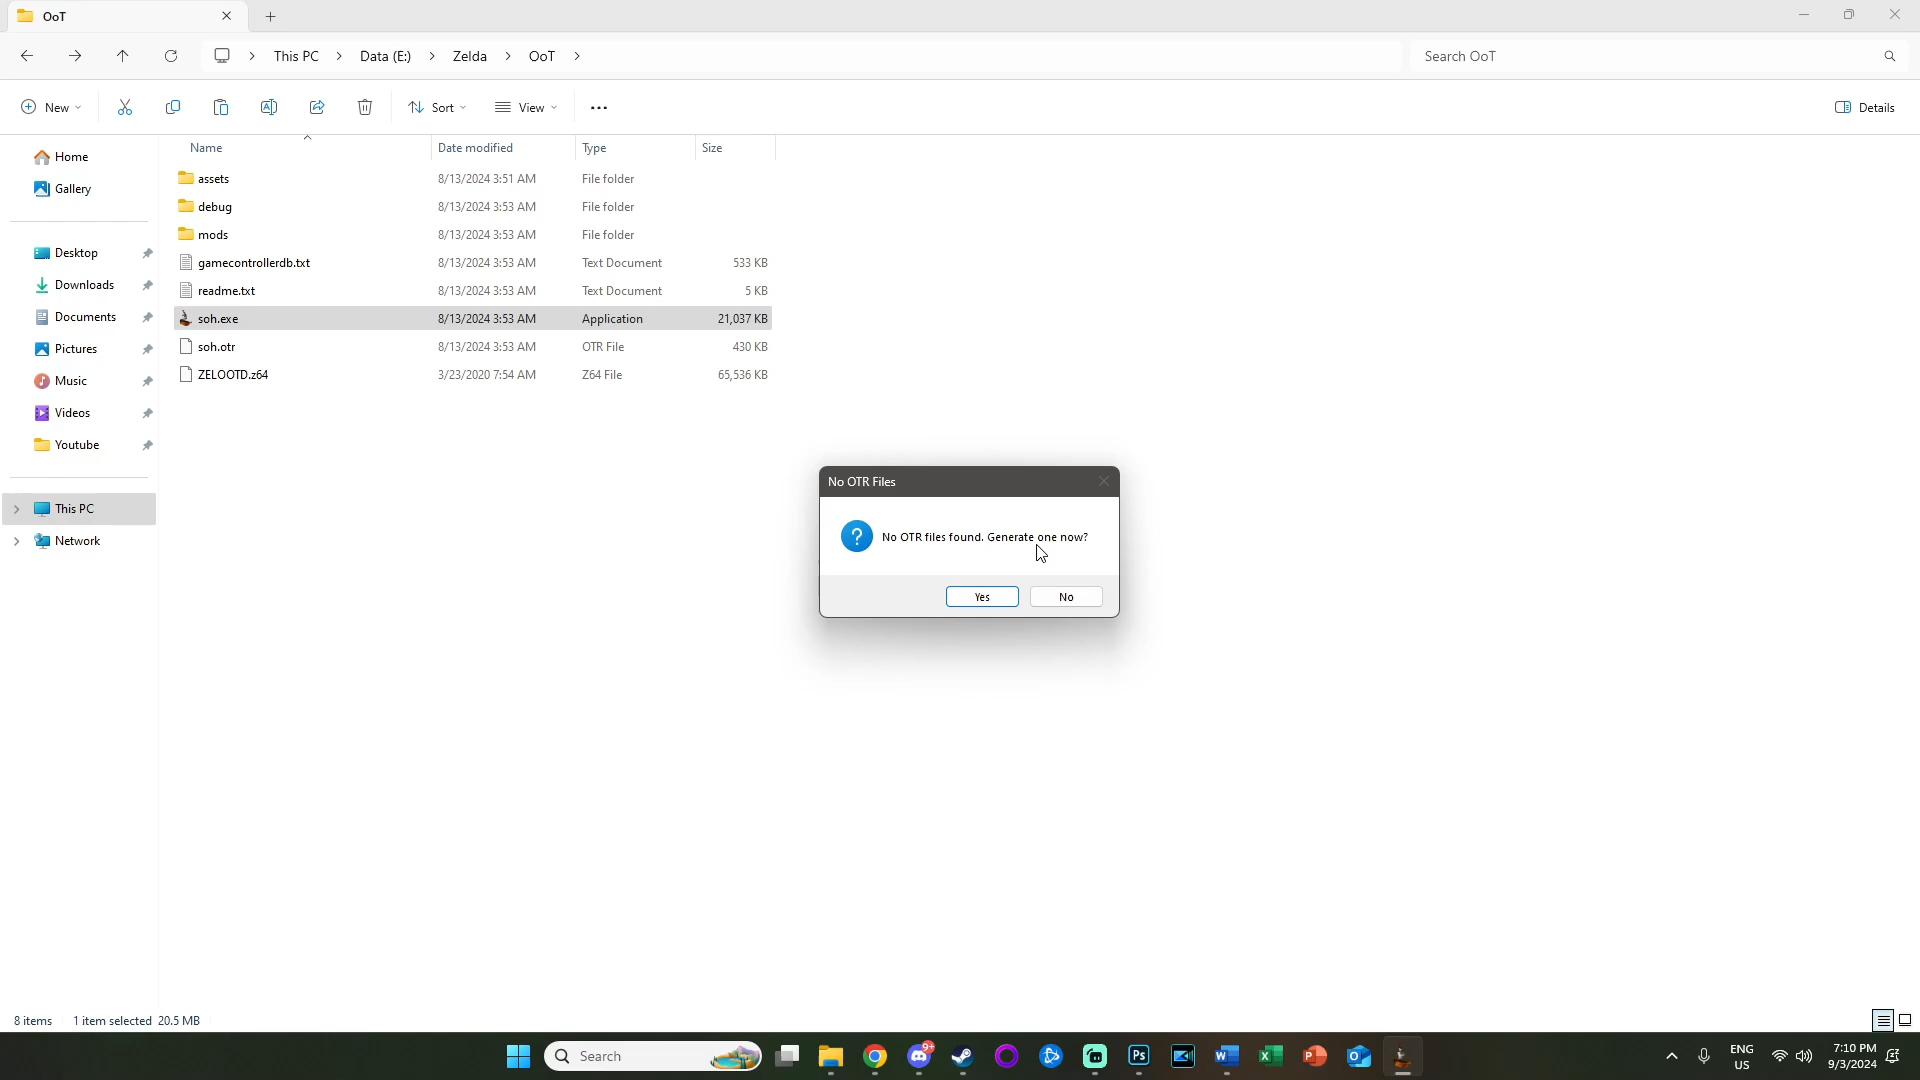 OoT
This PC
Data (E:)
Zelda
OoT
Search OoT
New
Sort
View
Details
Name
Date modified
Type
Size
Home
Gallery
Desktop
Downloads
Documents
Pictures
Music
Videos
Youtube
This PC
Network
assets 8/13/2024 3:51 AM File folder
debug 8/13/2024 3:53 AM File folder
mods 8/13/2024 3:53 AM File folder
gamecontrollerdb.txt 8/13/2024 3:53 AM Text Document 533 KB
readme.txt 8/13/2024 3:53 AM Text Document 5 KB
soh.exe 8/13/2024 3:53 AM Application 21,037 KB
soh.otr 8/13/2024 3:53 AM OTR File 430 KB
ZELOOTD.z64 3/23/2020 7:54 AM Z64 File 65,536 KB
No OTR Files
?
No OTR files found. Generate one now?
Yes
No
8 items 1 item selected 20.5 MB
Search
9+
Ps
W
X
P
O
ENG
US
7:10 PM
9/3/2024